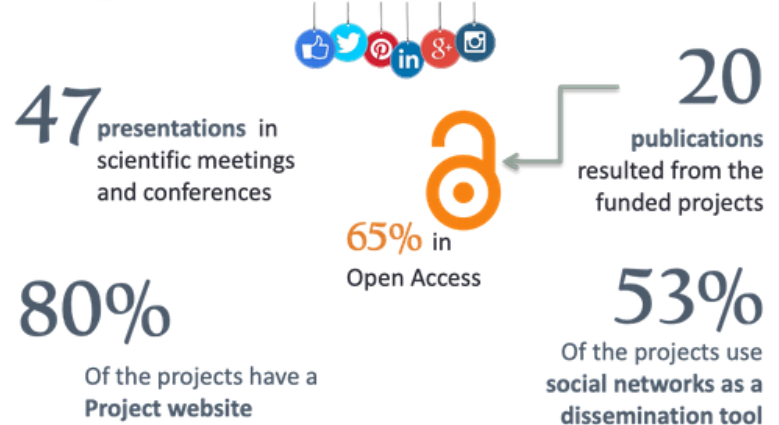 47 presentations in
scientific meetings
and conferences
20
publications
resulted from the
funded projects
65% in
Open Access
80%
Of the projects have a
Project website
53%
Of the projects use
social networks as a
dissemination tool
in
g+